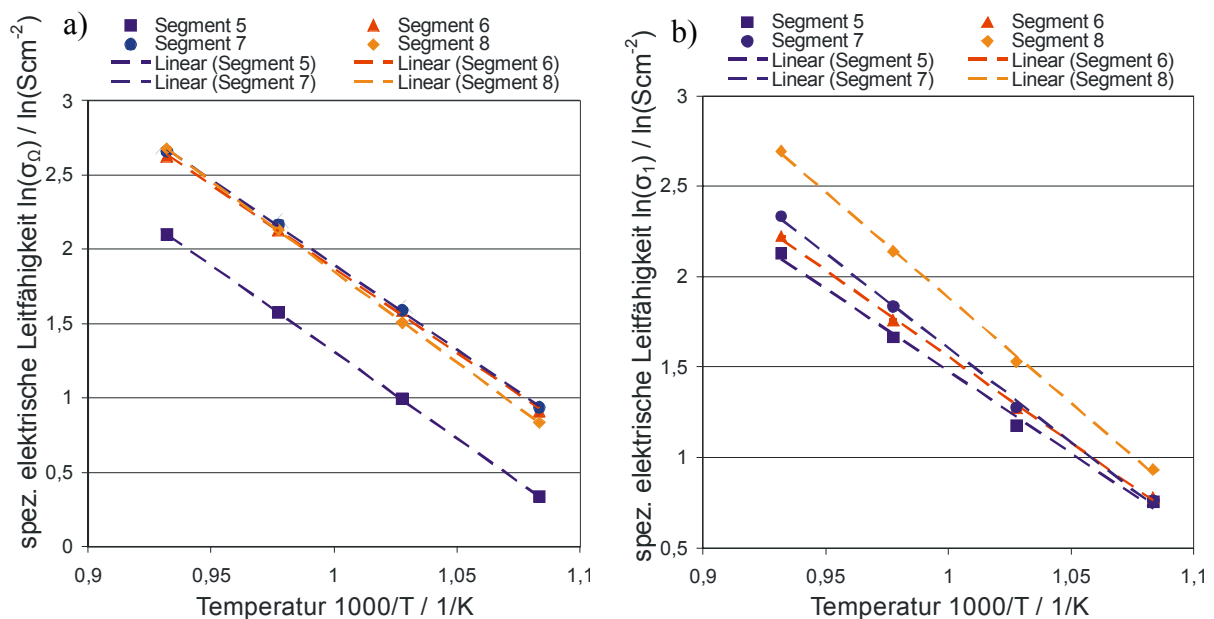 a)
Segment 5
Segment 6
Segment 7
Segment 8
Linear (Segment 5)
Linear (Segment 6)
Linear (Segment 7)
Linear (Segment 8)
spez. elektrische Leitfähigkeit ln(σΩ) / ln(Scm⁻²)
3
2,5
2
1,5
1
0,5
0
0,9
0,95
1
1,05
1,1
Temperatur 1000/T / 1/K
b)
Segment 5
Segment 6
Segment 7
Segment 8
Linear (Segment 5)
Linear (Segment 6)
Linear (Segment 7)
Linear (Segment 8)
spez. elektrische Leitfähigkeit ln(σ₁) / ln(Scm⁻²)
3
2,5
2
1,5
1
0,5
0,9
0,95
1
1,05
1,1
Temperatur 1000/T / 1/K